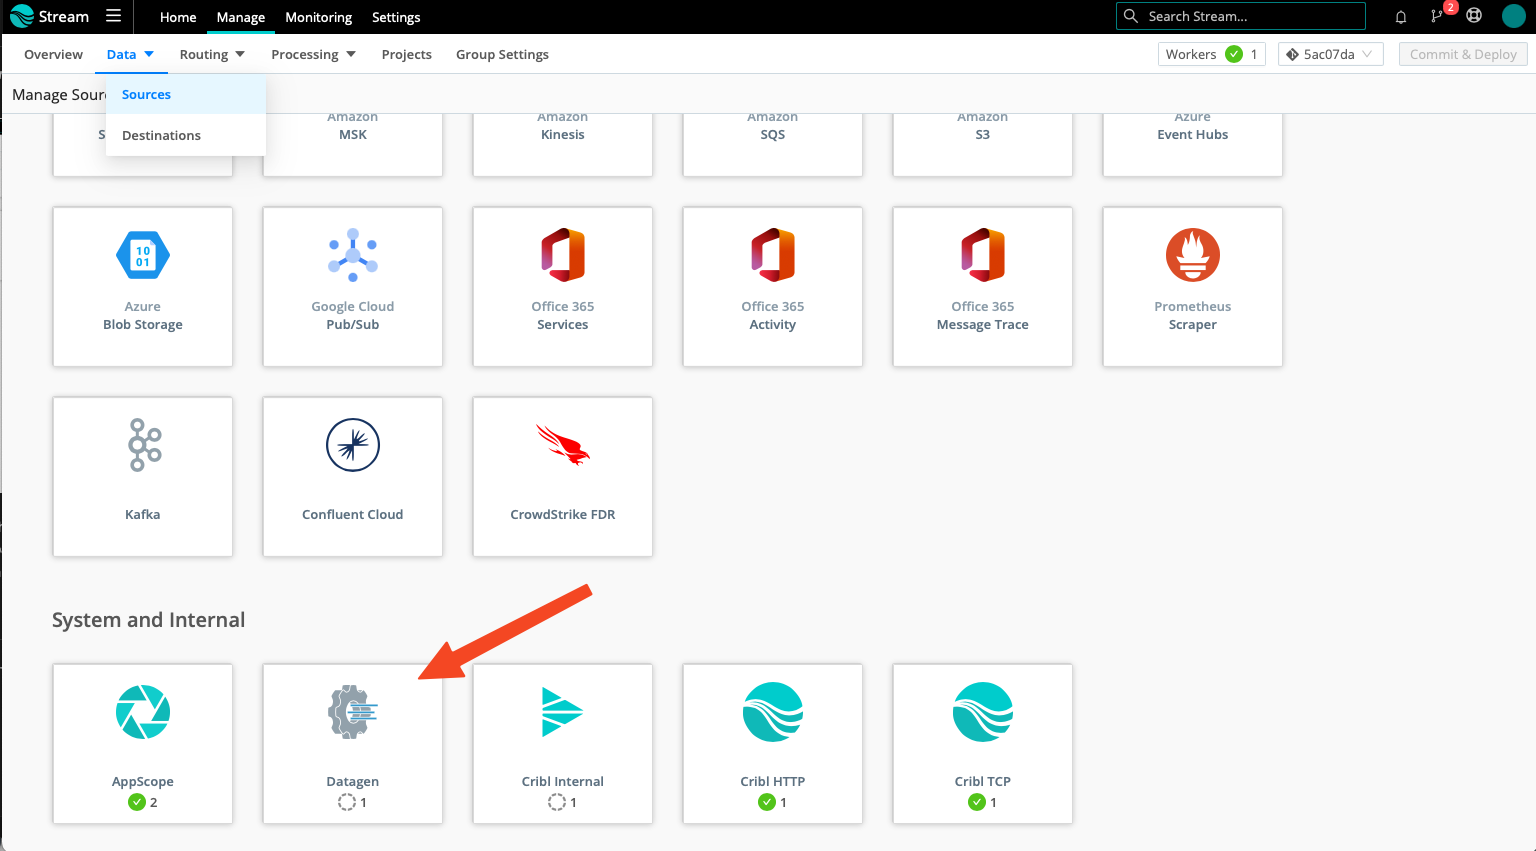 Stream Home Manage Monitoring Settings Search Stream... 2
Overview Data Routing Processing Projects Group Settings Workers 1 5ac07da Commit & Deploy
Manage Sour
Sources
Destinations
S
Amazon
MSK
Amazon
Kinesis
Amazon
SQS
Amazon
S3
Azure
Event Hubs
10
01
Azure
Blob Storage
Google Cloud
Pub/Sub
Office 365
Services
Office 365
Activity
Office 365
Message Trace
Prometheus
Scraper
Kafka
Confluent Cloud
CrowdStrike FDR
System and Internal
AppScope
2
Datagen
1
Cribl Internal
1
Cribl HTTP
1
Cribl TCP
1